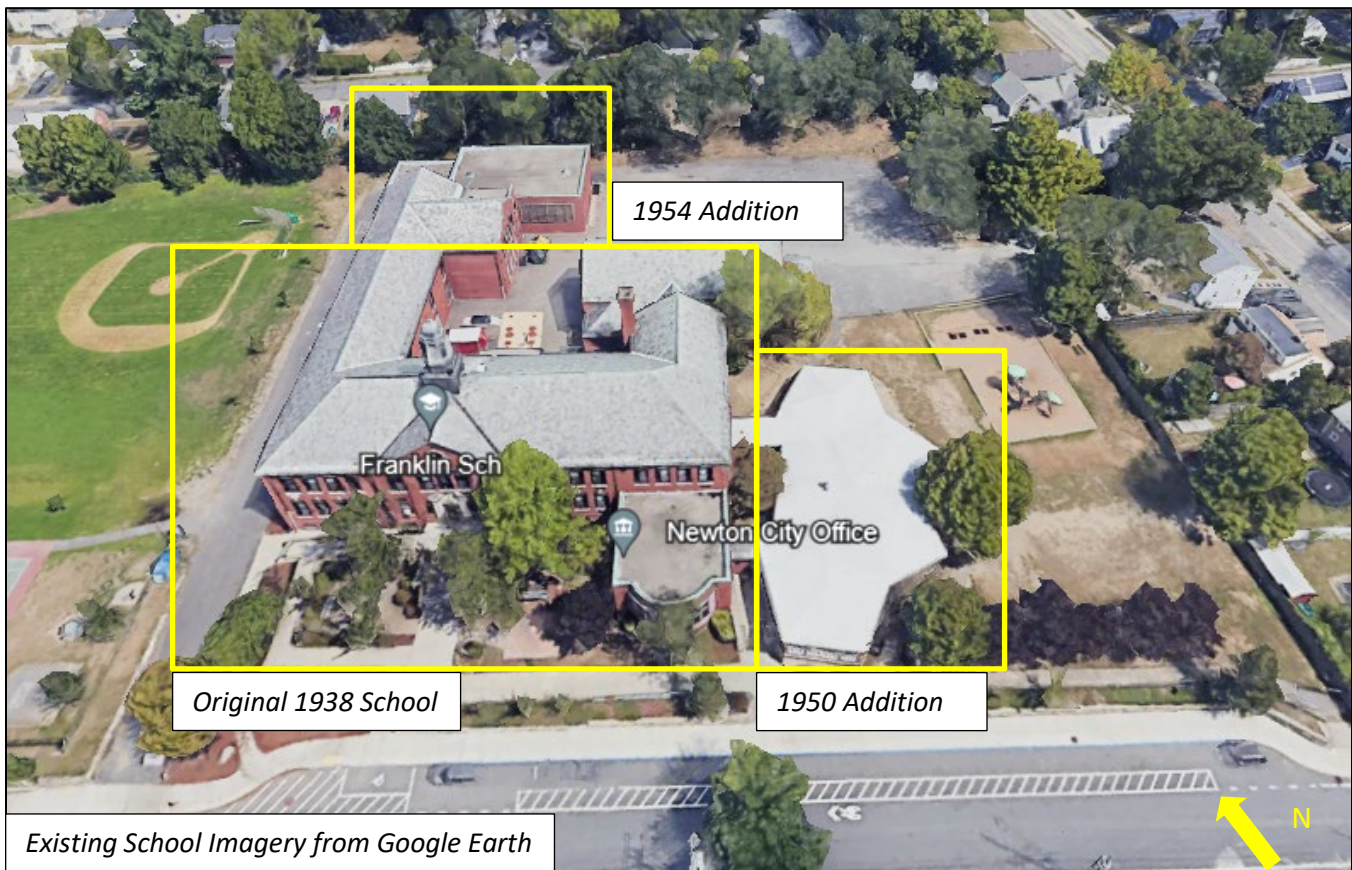 1954 Addition
Franklin Sch
Newton City Office
Original 1938 School
1950 Addition
N
Existing School Imagery from Google Earth